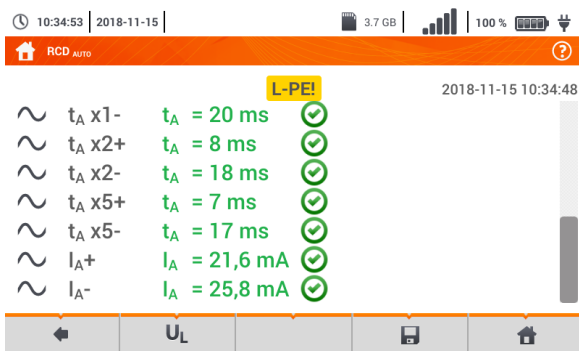 10:34:53 2018-11-15 3.7 GB 100 %
RCD AUTO ?
L-PE! 2018-11-15 10:34:48
tA x1- tA = 20 ms
tA x2+ tA = 8 ms
tA x2- tA = 18 ms
tA x5+ tA = 7 ms
tA x5- tA = 17 ms
IA+ IA = 21,6 mA
IA- IA = 25,8 mA
UL